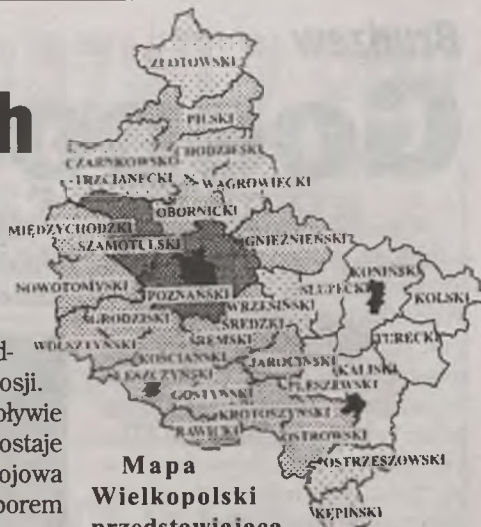 Brudzew
h
ZŁOTOWSKI
PILSKI
CZARNKOWSKO CHODZIESKI
TRZCIANECKI WĄGROWIECKI
OBORNICKI
MIĘDZYCHODZKI
SZAMOTULSKI GNIEŹNIEŃSKI
KONIŃSKI
NOWOTOMYSKI SŁUPECKI KOLSKI
POZNAŃSKI
WRZESIŃSKI
GRODZISKI ŚREDZKI TURECKI
WOLSZTYŃSKI ŚREMSKI
KOŚCIAŃSKI JAROCIŃSKI KALISKI
LESZCZYŃSKI PLESZEWSKI
GOSTYŃSKI
KROTOSZYŃSKI
RAWICKI OSTROWSKI
OSTRZESZOWSKI
KĘPIŃSKI
d-
osji.
pływie
ostaje
ojowa
borem
Mapa
Wielkopolski
przedstawiająca